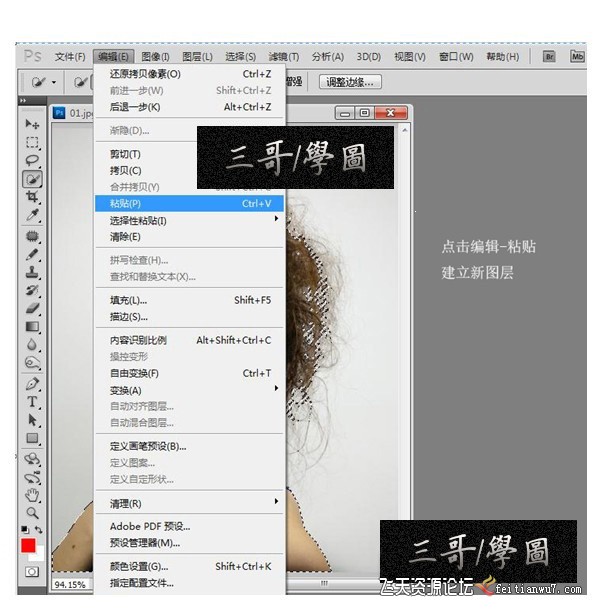 Ps 文件(F) 编辑(E) 图像(I) 图层(L) 选择(S) 滤镜(T) 分析(A) 3D(D) 视图(V) 窗口(W) 帮助(H) Br Mb
增强 调整边缘...
01.jp
还原拷贝像素(O) Ctrl+Z
前进一步(W) Shift+Ctrl+Z
后退一步(K) Alt+Ctrl+Z
渐隐(D)...
三哥/學圖
剪切(T)
拷贝(C)
合并拷贝(Y)
粘贴(P) Ctrl+V
选择性粘贴(I)
清除(E)
点击编辑-粘贴
建立新图层
拼写检查(H)...
查找和替换文本(X)...
填充(L)... Shift+F5
描边(S)...
内容识别比例 Alt+Shift+Ctrl+C
操控变形
自由变换(F) Ctrl+T
变换(A)
自动对齐图层...
自动混合图层...
定义画笔预设(B)...
定义图案...
定义自定形状...
清理(R)
Adobe PDF 预设...
预设管理器(M)...
三哥/學圖
颜色设置(G)... Shift+Ctrl+K
指定配置文件...
94.15%
飞天资源论坛 feitianwu7.com